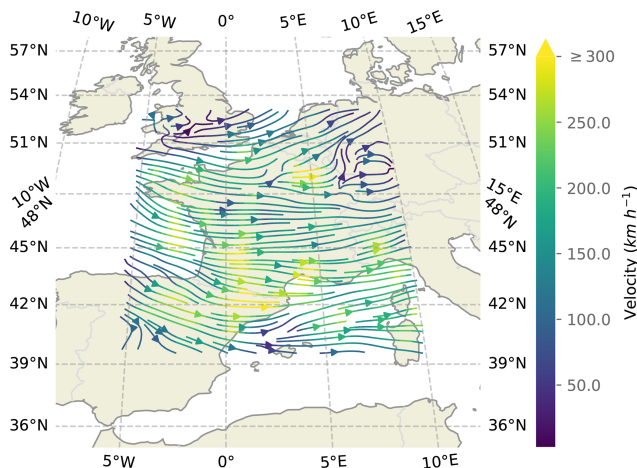 10°W 5°W 0° 5°E 10°E 15°E
57°N 57°N ≥ 300
54°N 54°N
250.0
51°N 51°N
10°W 48°N 15°E 48°N 200.0
45°N 45°N 150.0
42°N 42°N 100.0
39°N 39°N 50.0
36°N 36°N
5°W 0° 5°E 10°E
Velocity (km h⁻¹)